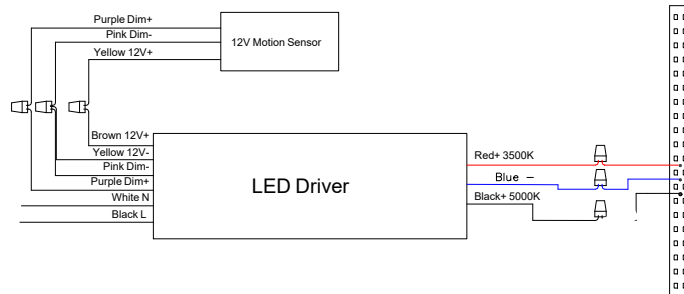 Purple Dim+
Pink Dim-
Yellow 12V+
12V Motion Sensor
Brown 12V+
Yellow 12V-
Pink Dim-
Purple Dim+
White N
Black L
LED Driver
Red+ 3500K
Blue -
Black+ 5000K